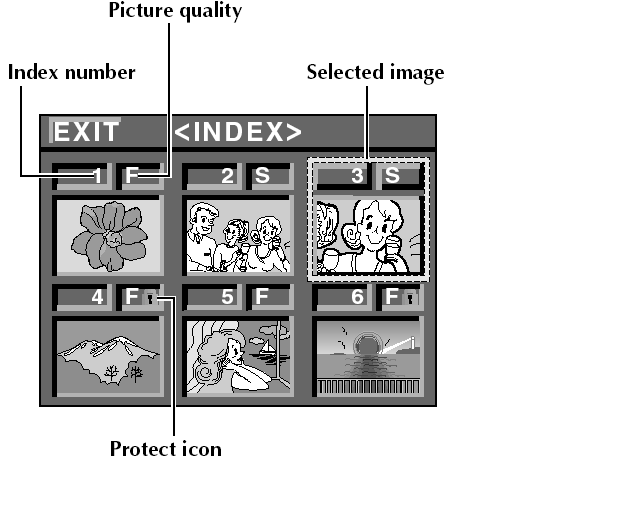 Picture quality
Index number
Selected image
EXIT <INDEX>
1 F 2 S 3 S
4 F 5 F 6 F
Protect icon